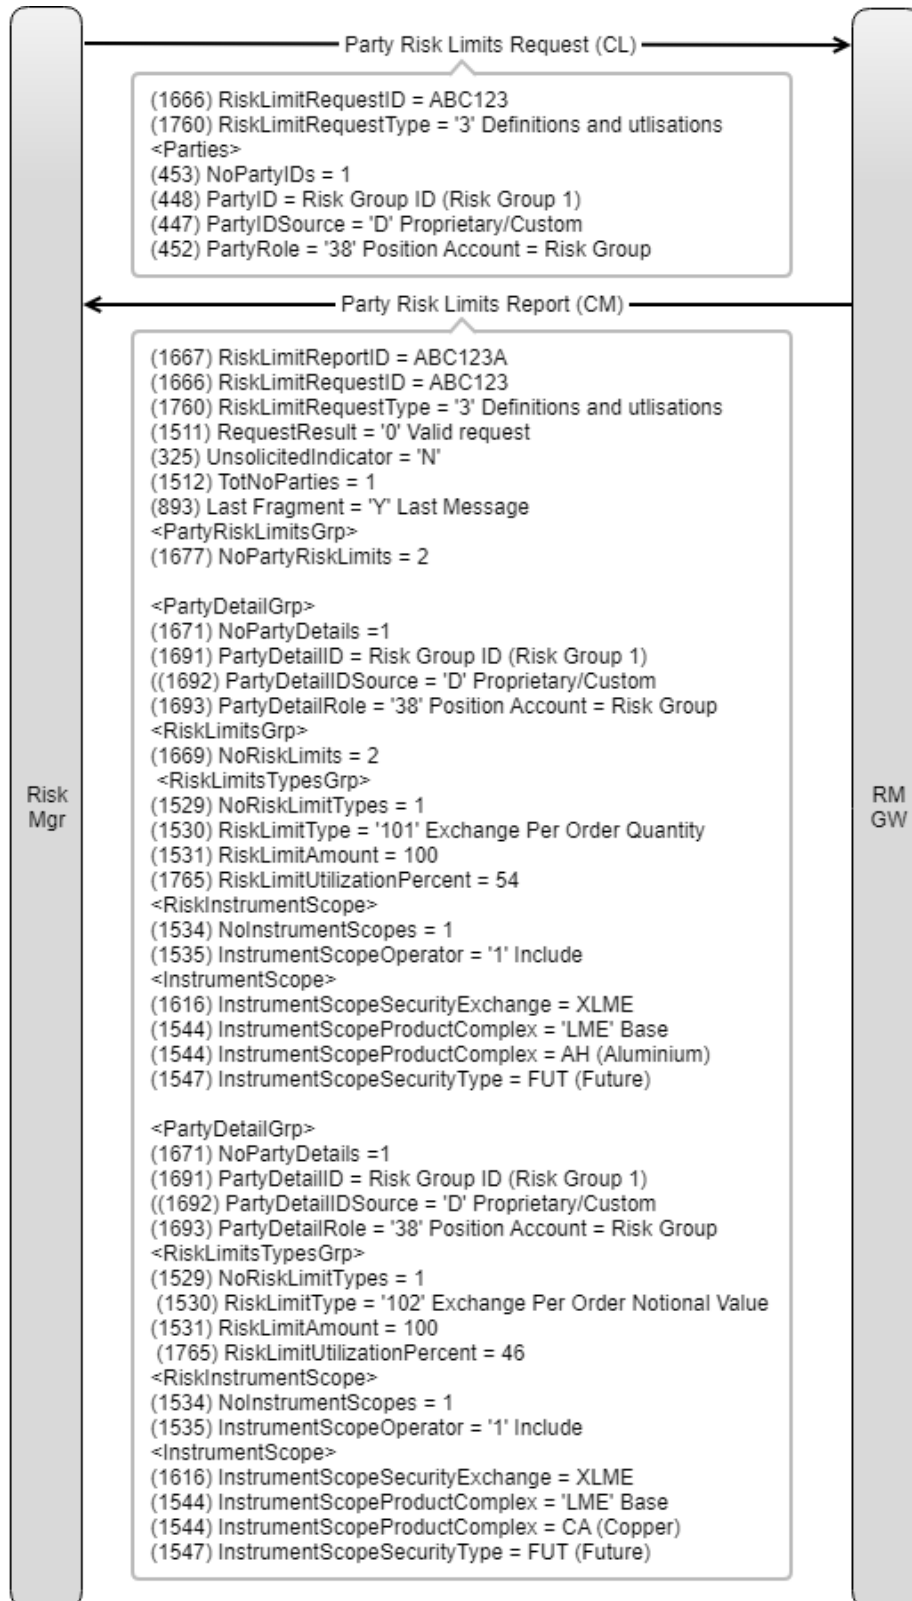 Party Risk Limits Request (CL)
(1666) RiskLimitRequestID = ABC123
(1760) RiskLimitRequestType = '3' Definitions and utlisations
<Parties>
(453) NoPartyIDs = 1
(448) PartyID = Risk Group ID (Risk Group 1)
(447) PartyIDSource = 'D' Proprietary/Custom
(452) PartyRole = '38' Position Account = Risk Group
Party Risk Limits Report (CM)
(1667) RiskLimitReportID = ABC123A
(1666) RiskLimitRequestID = ABC123
(1760) RiskLimitRequestType = '3' Definitions and utlisations
(1511) RequestResult = '0' Valid request
(325) UnsolicitedIndicator = 'N'
(1512) TotNoParties = 1
(893) Last Fragment = 'Y' Last Message
<PartyRiskLimitsGrp>
(1677) NoPartyRiskLimits = 2
<PartyDetailGrp>
(1671) NoPartyDetails =1
(1691) PartyDetailID = Risk Group ID (Risk Group 1)
((1692) PartyDetailIDSource = 'D' Proprietary/Custom
(1693) PartyDetailRole = '38' Position Account = Risk Group
<RiskLimitsGrp>
(1669) NoRiskLimits = 2
<RiskLimitsTypesGrp>
(1529) NoRiskLimitTypes = 1
(1530) RiskLimitType = '101' Exchange Per Order Quantity
(1531) RiskLimitAmount = 100
(1765) RiskLimitUtilizationPercent = 54
<RiskInstrumentScope>
(1534) NoInstrumentScopes = 1
(1535) InstrumentScopeOperator = '1' Include
<InstrumentScope>
(1616) InstrumentScopeSecurityExchange = XLME
(1544) InstrumentScopeProductComplex = 'LME' Base
(1544) InstrumentScopeProductComplex = AH (Aluminium)
(1547) InstrumentScopeSecurityType = FUT (Future)
<PartyDetailGrp>
(1671) NoPartyDetails =1
(1691) PartyDetailID = Risk Group ID (Risk Group 1)
((1692) PartyDetailIDSource = 'D' Proprietary/Custom
(1693) PartyDetailRole = '38' Position Account = Risk Group
<RiskLimitsTypesGrp>
(1529) NoRiskLimitTypes = 1
(1530) RiskLimitType = '102' Exchange Per Order Notional Value
(1531) RiskLimitAmount = 100
(1765) RiskLimitUtilizationPercent = 46
<RiskInstrumentScope>
(1534) NoInstrumentScopes = 1
(1535) InstrumentScopeOperator = '1' Include
<InstrumentScope>
(1616) InstrumentScopeSecurityExchange = XLME
(1544) InstrumentScopeProductComplex = 'LME' Base
(1544) InstrumentScopeProductComplex = CA (Copper)
(1547) InstrumentScopeSecurityType = FUT (Future)
Risk
Mgr
RM
GW